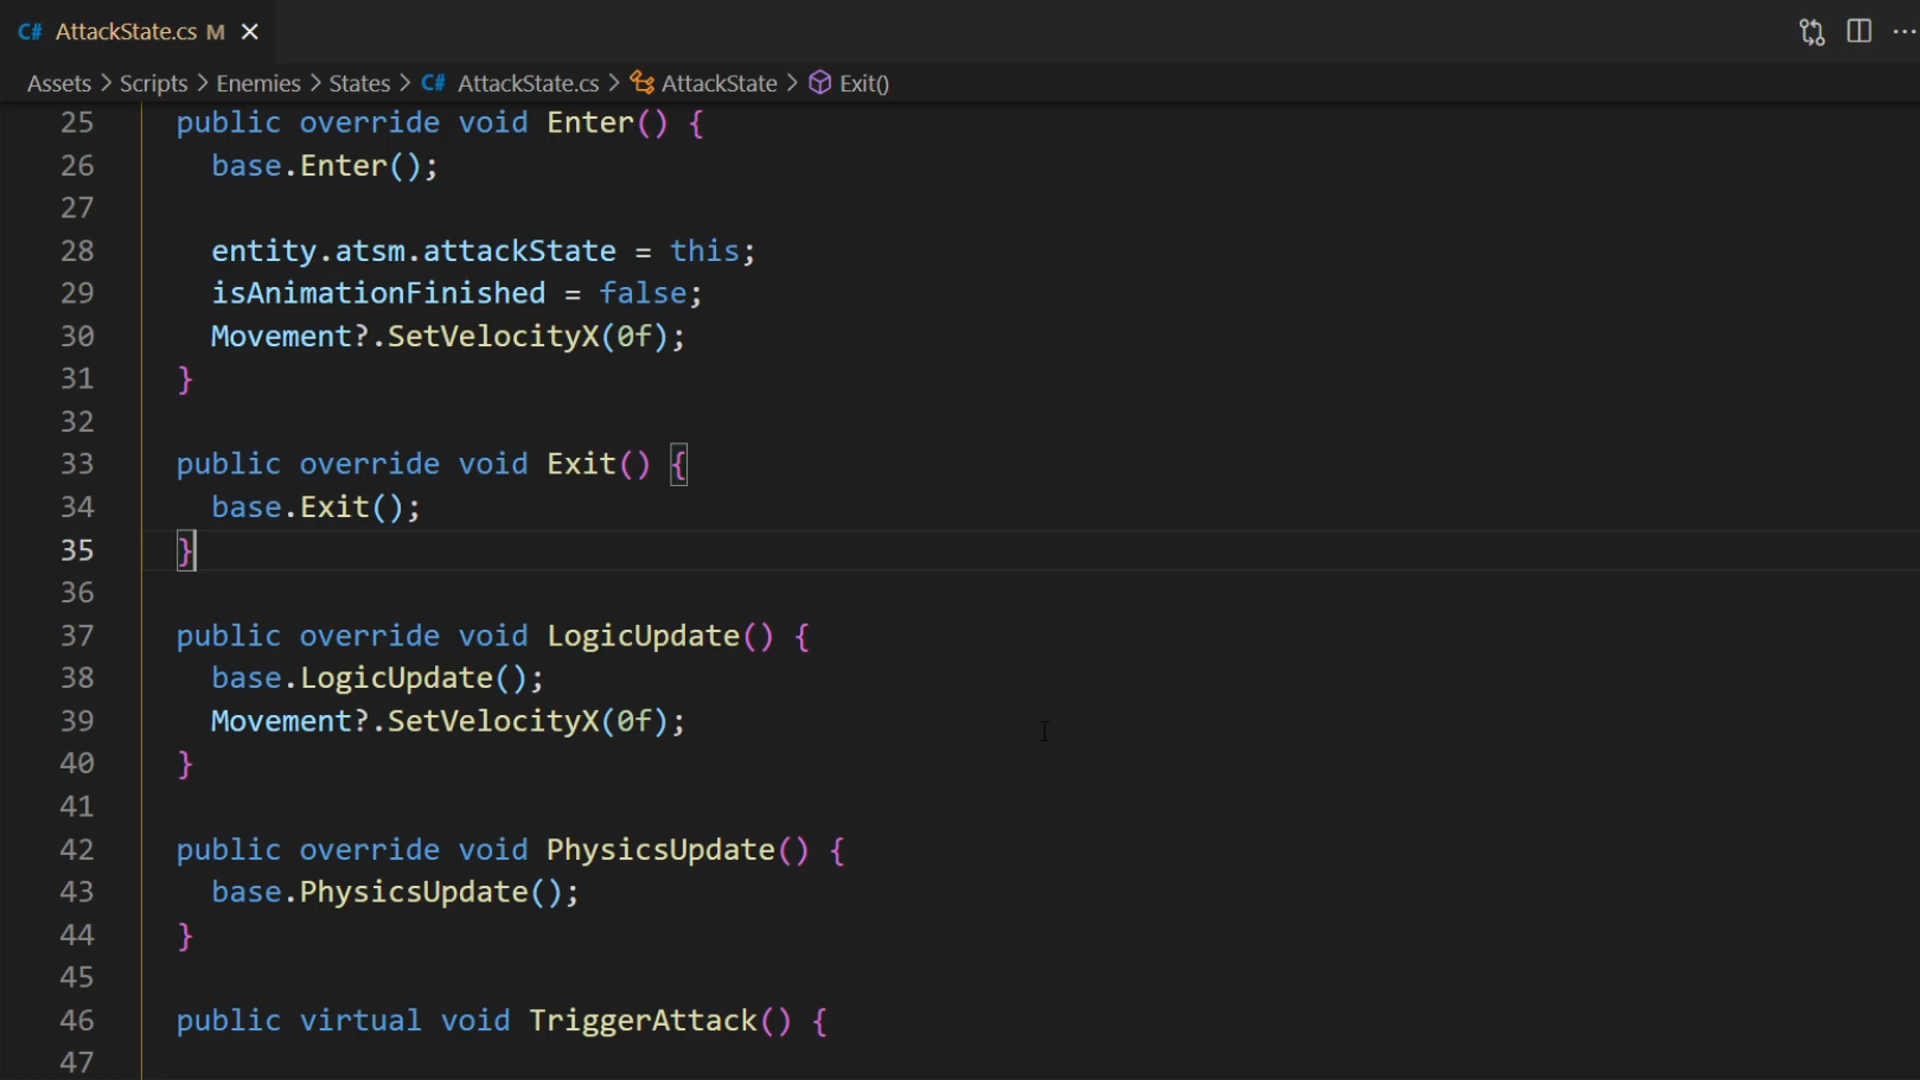 C# AttackState.cs M
Assets > Scripts > Enemies > States > C# AttackState.cs > AttackState > Exit()
25 public override void Enter() {
26 base.Enter();
27
28 entity.atsm.attackState = this;
29 isAnimationFinished = false;
30 Movement?.SetVelocityX(0f);
31 }
32
33 public override void Exit() {
34 base.Exit();
35 }
36
37 public override void LogicUpdate() {
38 base.LogicUpdate();
39 Movement?.SetVelocityX(0f);
40 }
41
42 public override void PhysicsUpdate() {
43 base.PhysicsUpdate();
44 }
45
46 public virtual void TriggerAttack() {
47